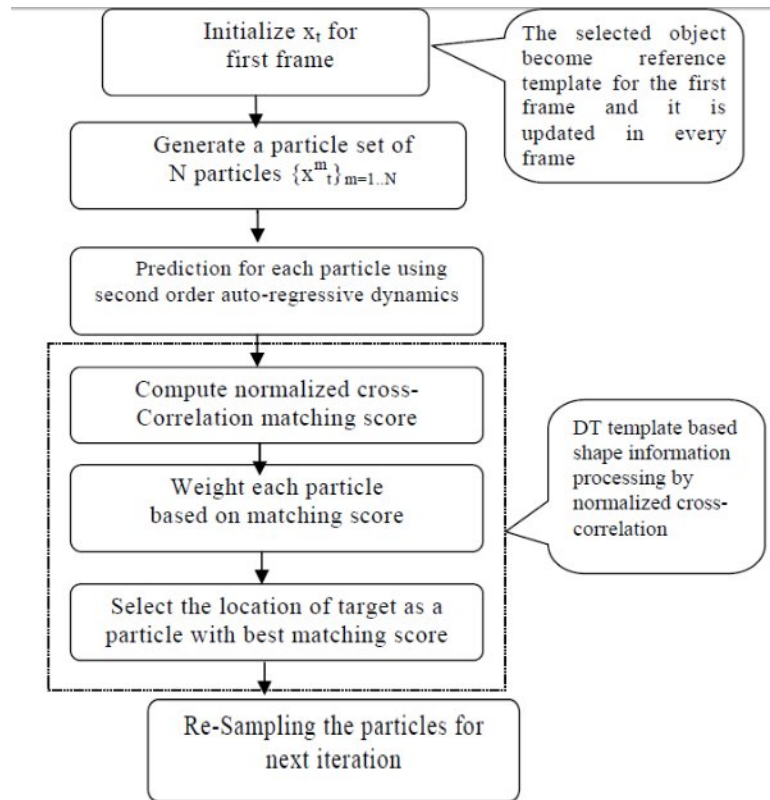 Initialize xₜ for
first frame
The selected object
become reference
template for the first
frame and it is
updated in every
frame
Generate a particle set of
N particles {xᵐₜ}ₘ₌₁..N
Prediction for each particle using
second order auto-regressive dynamics
Compute normalized cross-
Correlation matching score
Weight each particle
based on matching score
Select the location of target as a
particle with best matching score
DT template based
shape information
processing by
normalized cross-
correlation
Re-Sampling the particles for
next iteration